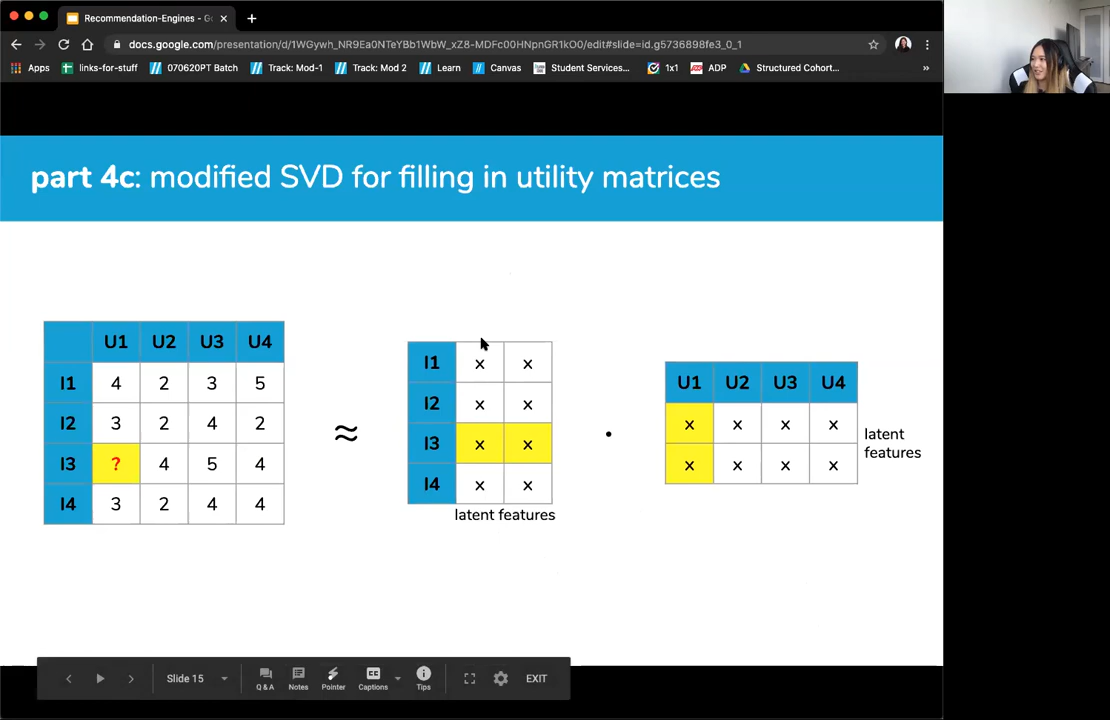 Recommendation-Engines - Go
docs.google.com/presentation/d/1WGywh_NR9Ea0NTeYBb1WbW_xZ8-MDFc00HNpnGR1kO0/edit#slide=id.g5736898fe3_0_1
Apps links-for-stuff 070620PT Batch Track: Mod-1 Track: Mod 2 Learn Canvas Student Services... 1x1 ADP Structured Cohort... »
part 4c: modified SVD for filling in utility matrices
U1 U2 U3 U4
I1 4 2 3 5
I2 3 2 4 2
I3 ? 4 5 4
I4 3 2 4 4
≈
I1 x x
I2 x x
I3 x x
I4 x x
latent features
·
U1 U2 U3 U4
x x x x
x x x x
latent
features
Slide 15
Q & A Notes Pointer Captions Tips
EXIT